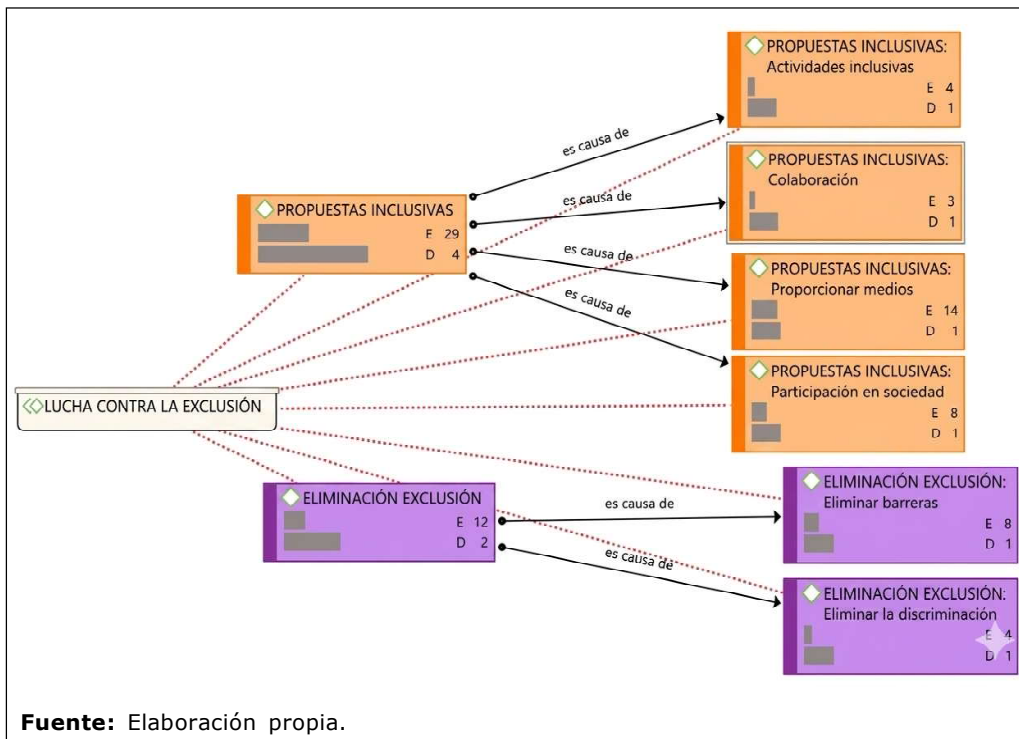 PROPUESTAS INCLUSIVAS:
Actividades inclusivas
E 4
D 1
es causa de
PROPUESTAS INCLUSIVAS:
Colaboración
E 3
D 1
es causa de
PROPUESTAS INCLUSIVAS
E 29
D 4
es causa de
PROPUESTAS INCLUSIVAS:
Proporcionar medios
E 14
D 1
es causa de
PROPUESTAS INCLUSIVAS:
Participación en sociedad
E 8
D 1
LUCHA CONTRA LA EXCLUSIÓN
ELIMINACIÓN EXCLUSIÓN
E 12
D 2
es causa de
ELIMINACIÓN EXCLUSIÓN:
Eliminar barreras
E 8
D 1
es causa de
ELIMINACIÓN EXCLUSIÓN:
Eliminar la discriminación
E 4
D 1
Fuente: Elaboración propia.